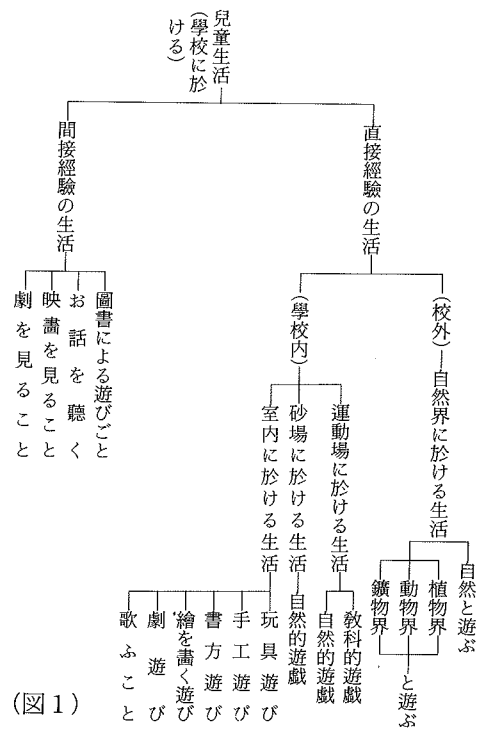 兒童生活
(學校に於
ける)
直接經驗の生活
(校外)
自然界に於ける生活
自然と遊ぶ
植物界
動物界
鑛物界
と遊ぶ
(學校內)
運動場に於ける生活
敎科的遊戲
自然的遊戲
砂場に於ける生活
自然的遊戲
室內に於ける生活
玩具遊び
手工遊び
書方遊び
繪を畫く遊び
劇遊び
歌ふこと
間接經驗の生活
圖書による遊びごと
お話を聽く
映畫を見ること
劇を見ること
(図1)